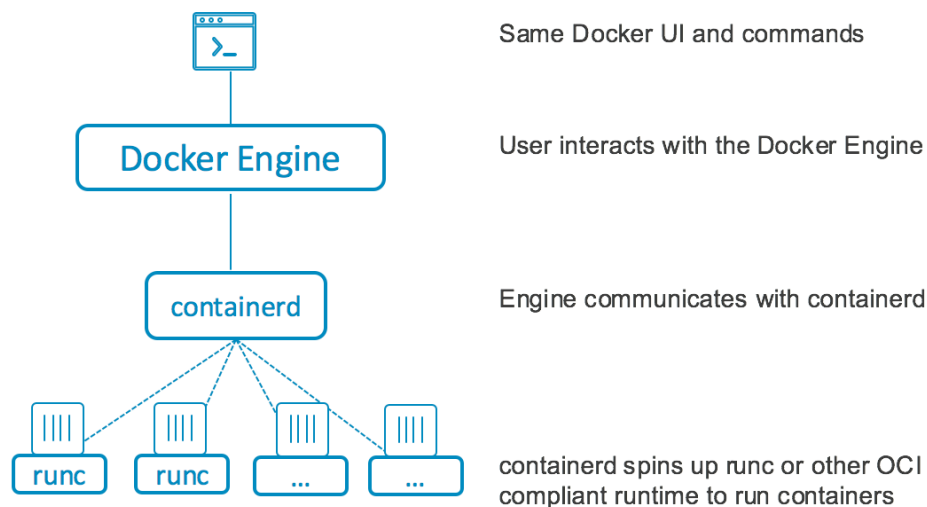 Same Docker UI and commands
Docker Engine
User interacts with the Docker Engine
containerd
Engine communicates with containerd
runc
runc
...
...
containerd spins up runc or other OCI
compliant runtime to run containers